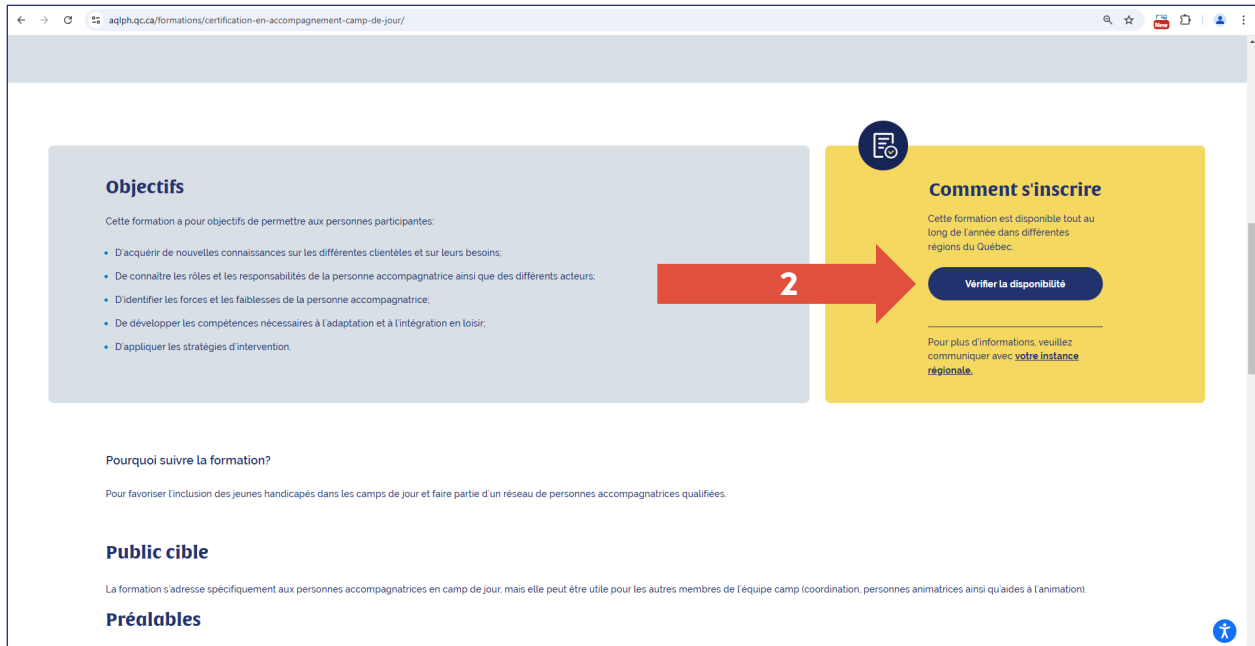 aqlph.qc.ca/formations/certification-en-accompagnement-camp-de-jour/
New
Objectifs
Cette formation a pour objectifs de permettre aux personnes participantes:
• D'acquérir de nouvelles connaissances sur les différentes clientèles et sur leurs besoins;
• De connaître les rôles et les responsabilités de la personne accompagnatrice ainsi que des différents acteurs;
• D'identifier les forces et les faiblesses de la personne accompagnatrice;
• De développer les compétences nécessaires à l'adaptation et à l'intégration en loisir;
• D'appliquer les stratégies d'intervention.
2
Comment s'inscrire
Cette formation est disponible tout au
long de l'année dans différentes
régions du Québec.
Vérifier la disponibilité
Pour plus d'informations, veuillez
communiquer avec votre instance
régionale.
Pourquoi suivre la formation?
Pour favoriser l'inclusion des jeunes handicapés dans les camps de jour et faire partie d'un réseau de personnes accompagnatrices qualifiées.
Public cible
La formation s'adresse spécifiquement aux personnes accompagnatrices en camp de jour, mais elle peut être utile pour les autres membres de l'équipe camp (coordination, personnes animatrices ainsi qu'aides à l'animation).
Préalables